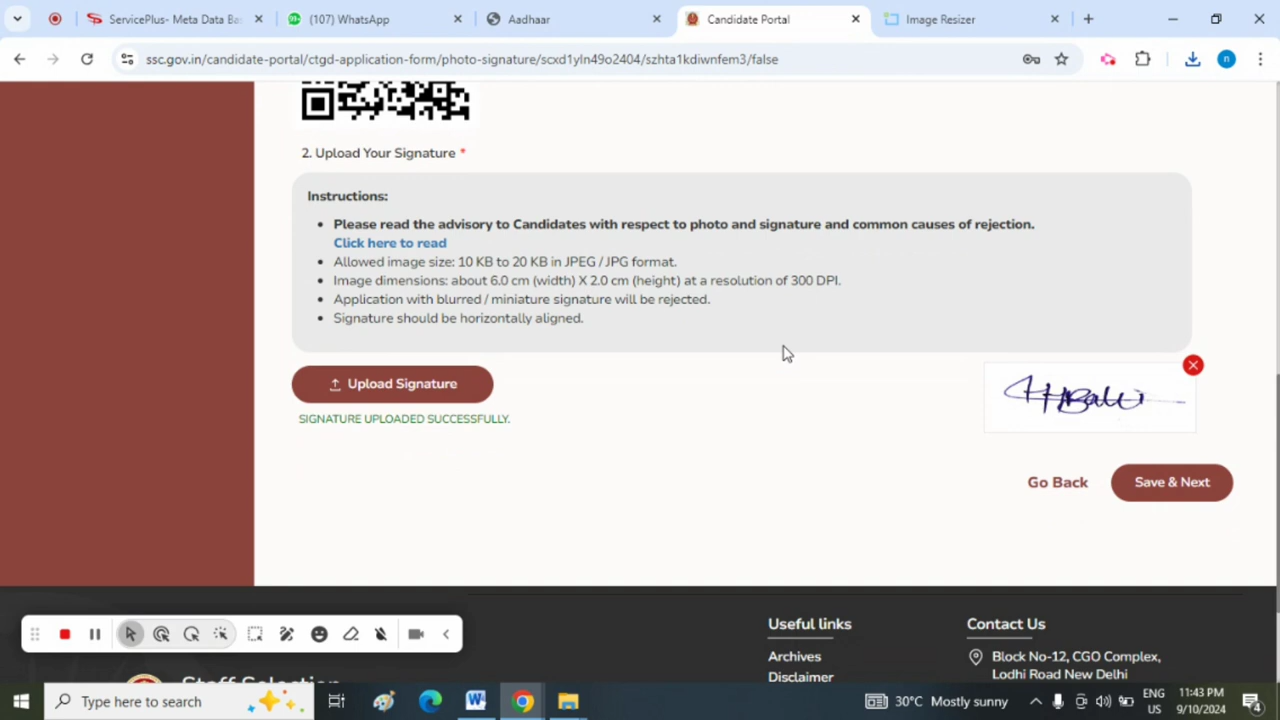 ServicePlus- Meta Data Ba
(107) WhatsApp
Aadhaar
Candidate Portal
Image Resizer
ssc.gov.in/candidate-portal/ctgd-application-form/photo-signature/scxd1yln49o2404/szhta1kdiwnfem3/false
n
2. Upload Your Signature *
Instructions:
Please read the advisory to Candidates with respect to photo and signature and common causes of rejection.
Click here to read
Allowed image size: 10 KB to 20 KB in JPEG / JPG format.
Image dimensions: about 6.0 cm (width) X 2.0 cm (height) at a resolution of 300 DPI.
Application with blurred / miniature signature will be rejected.
Signature should be horizontally aligned.
Upload Signature
SIGNATURE UPLOADED SUCCESSFULLY.
Go Back
Save & Next
Useful links
Contact Us
Archives
Block No-12, CGO Complex,
Disclaimer
Lodhi Road New Delhi
Staff Selection
Type here to search
30°C Mostly sunny
ENG
US
11:43 PM
9/10/2024
4